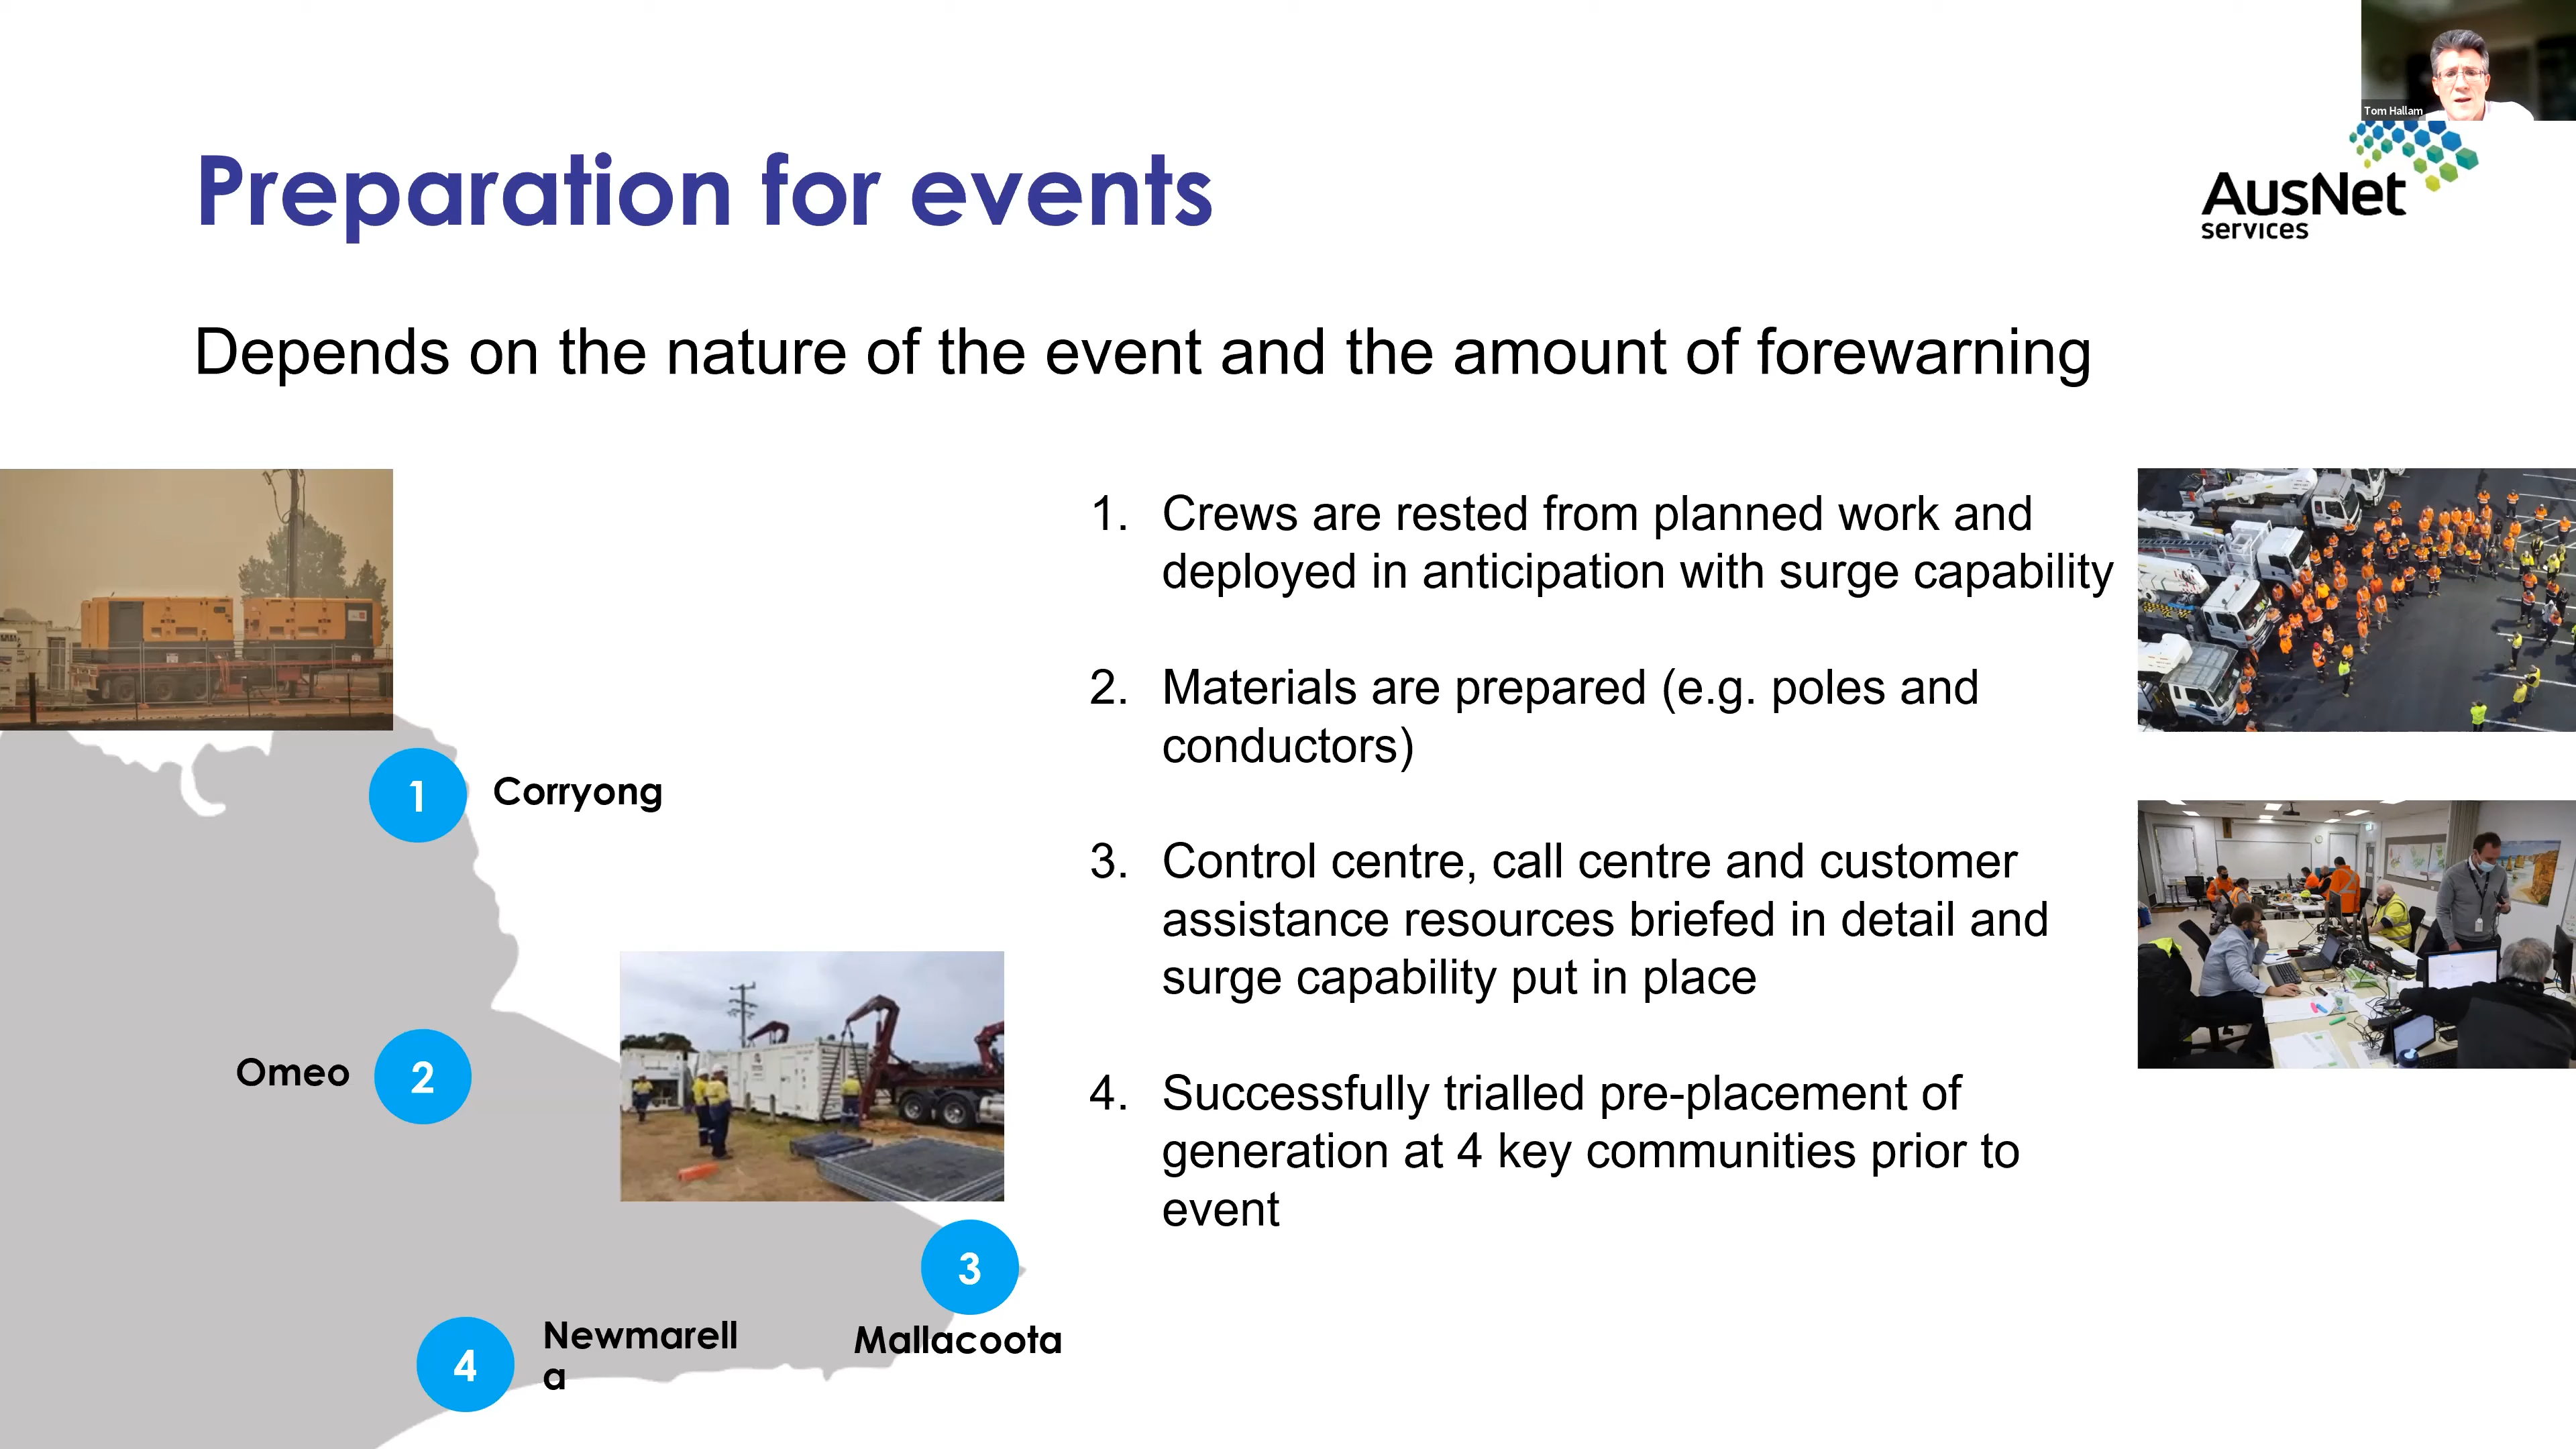 Tom Hallam
AusNet
services
Preparation for events
Depends on the nature of the event and the amount of forewarning
1. Crews are rested from planned work and
deployed in anticipation with surge capability
2. Materials are prepared (e.g. poles and
conductors)
3. Control centre, call centre and customer
assistance resources briefed in detail and
surge capability put in place
4. Successfully trialled pre-placement of
generation at 4 key communities prior to
event
1 Corryong
Omeo 2
3
Mallacoota
4 Newmarell
a